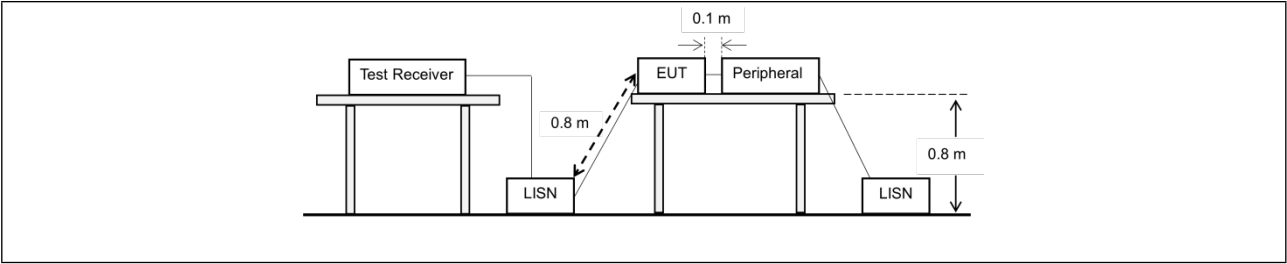 0.1 m
Test Receiver
EUT
Peripheral
0.8 m
0.8 m
LISN
LISN